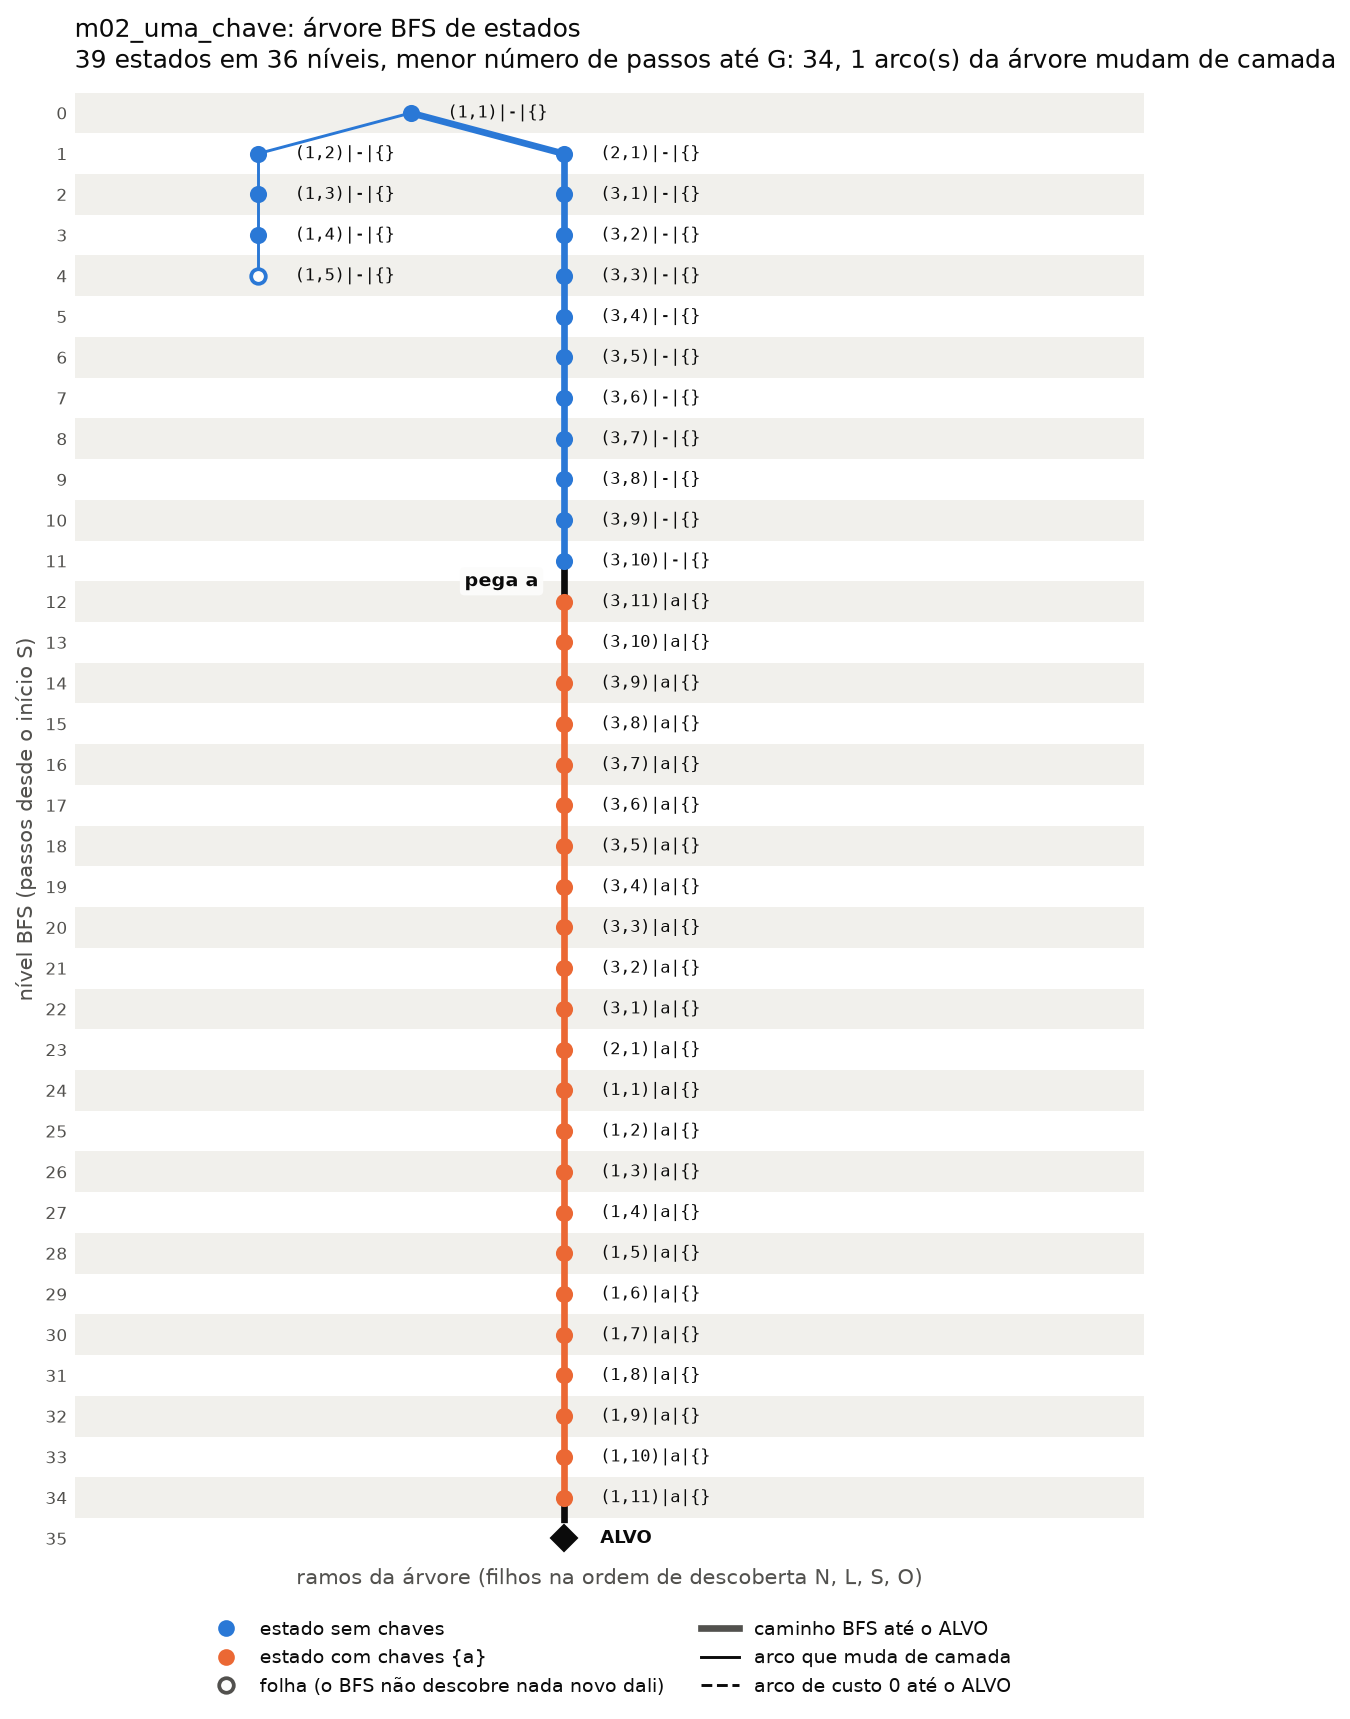 m02_uma_chave: árvore BFS de estados
39 estados em 36 níveis, menor número de passos até G: 34, 1 arco(s) da árvore mudam de camada
0 (1,1)|-|{}
1 (1,2)|-|{} (2,1)|-|{}
2 (1,3)|-|{} (3,1)|-|{}
3 (1,4)|-|{} (3,2)|-|{}
4 (1,5)|-|{} (3,3)|-|{}
5 (3,4)|-|{}
6 (3,5)|-|{}
7 (3,6)|-|{}
8 (3,7)|-|{}
9 (3,8)|-|{}
10 (3,9)|-|{}
11 (3,10)|-|{}
pega a
12 (3,11)|a|{}
13 (3,10)|a|{}
14 (3,9)|a|{}
15 (3,8)|a|{}
16 (3,7)|a|{}
17 (3,6)|a|{}
18 (3,5)|a|{}
19 (3,4)|a|{}
20 (3,3)|a|{}
21 (3,2)|a|{}
22 (3,1)|a|{}
23 (2,1)|a|{}
24 (1,1)|a|{}
25 (1,2)|a|{}
26 (1,3)|a|{}
27 (1,4)|a|{}
28 (1,5)|a|{}
29 (1,6)|a|{}
30 (1,7)|a|{}
31 (1,8)|a|{}
32 (1,9)|a|{}
33 (1,10)|a|{}
34 (1,11)|a|{}
35 ALVO
nível BFS (passos desde o início S)
ramos da árvore (filhos na ordem de descoberta N, L, S, O)
estado sem chaves
estado com chaves {a}
folha (o BFS não descobre nada novo dali)
caminho BFS até o ALVO
arco que muda de camada
arco de custo 0 até o ALVO